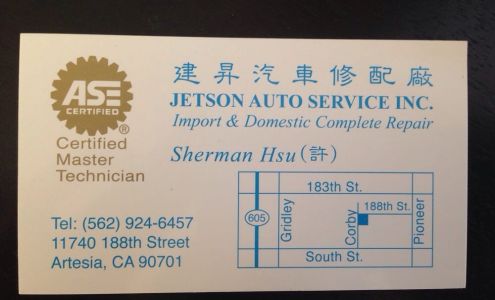 ASE
CERTIFIED
®
Certified
Master
Technician
建昇汽車修配廠
JETSON AUTO SERVICE INC.
Import & Domestic Complete Repair
Sherman Hsu (許)
Tel: (562) 924-6457
11740 188th Street
Artesia, CA 90701
183th St.
605
Gridley
Corby
188th St.
Pioneer
South St.